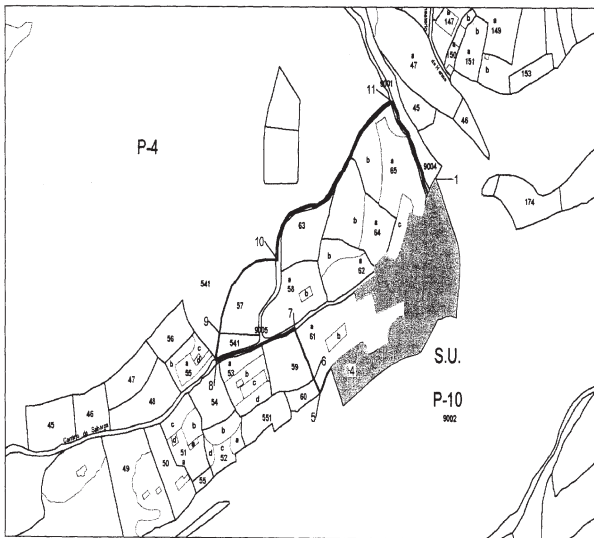 147
a
149
b
b
150
a
151
b
b
153
a
47
9001
11
45
46
P-4
b
a
65
9004
1
174
b
a
64
c
63
10
b
a
62
541
57
a
58
b
7
9
541
9005
a
61
b
6
56
c
a
d
55
8
a
53
b
c
d
59
60
5
S.U.
P-10
9002
47
48
54
551
45
46
Camino de
49
50
c
d
b
a
51
b
d
c
a
52
55